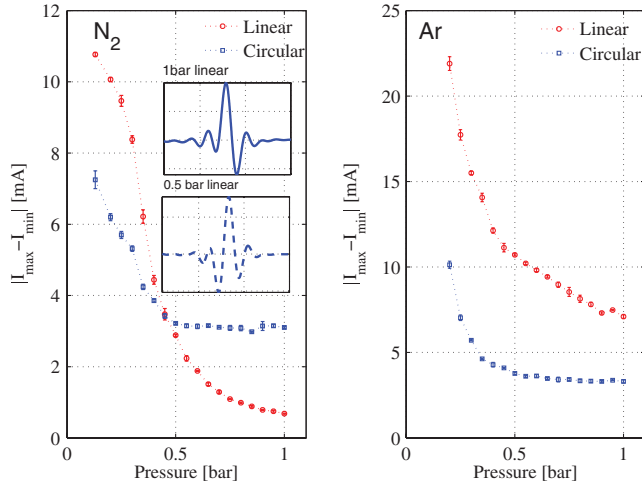 N2
Linear
Circular
1bar linear
0.5 bar linear
|Imax−Imin| [mA]
12
10
8
6
4
2
0
0
0.5
1
Pressure [bar]
Ar
Linear
Circular
|Imax−Imin| [mA]
25
20
15
10
5
0
0
0.5
1
Pressure [bar]